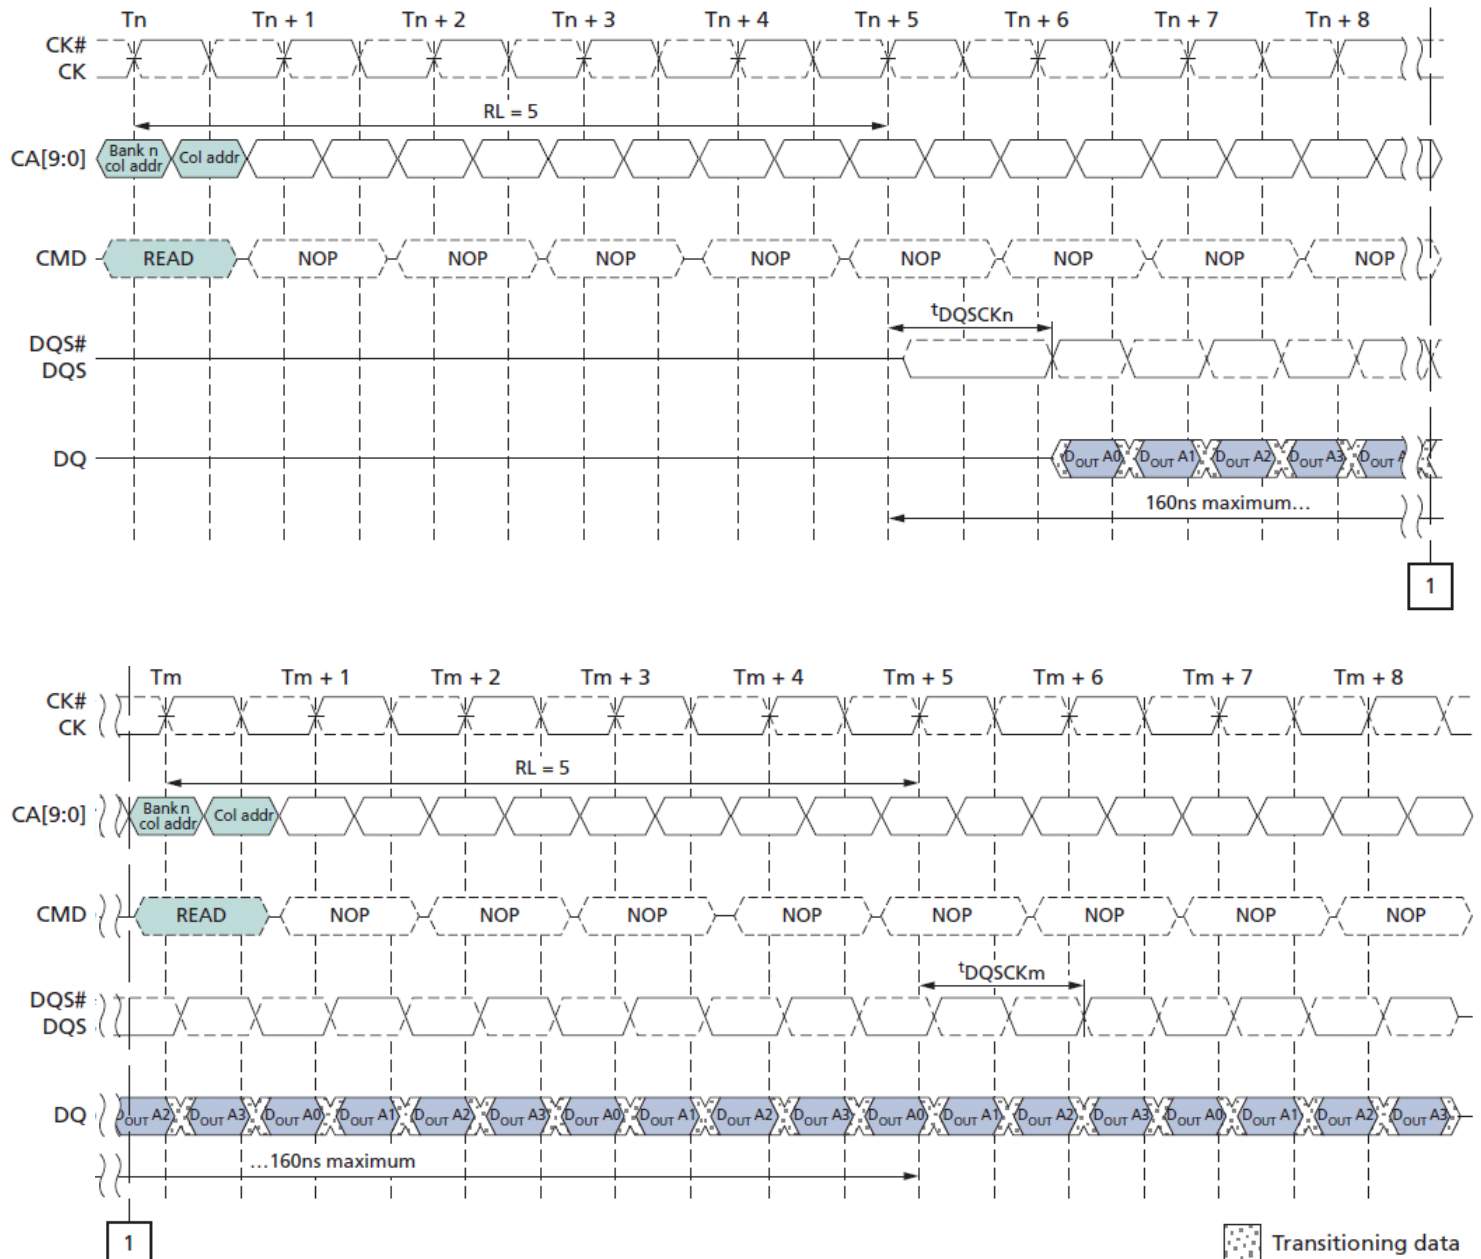 Tn Tn + 1 Tn + 2 Tn + 3 Tn + 4 Tn + 5 Tn + 6 Tn + 7 Tn + 8
CK#
CK
RL = 5
CA[9:0] Bank n col addr Col addr
CMD READ NOP NOP NOP NOP NOP NOP NOP NOP
tDQSCKn
DQS#
DQS
DQ DOUT A0 DOUT A1 DOUT A2 DOUT A3 DOUT A
160ns maximum…
1
Tm Tm + 1 Tm + 2 Tm + 3 Tm + 4 Tm + 5 Tm + 6 Tm + 7 Tm + 8
CK#
CK
RL = 5
CA[9:0] Bank n col addr Col addr
CMD READ NOP NOP NOP NOP NOP NOP NOP NOP
tDQSCKm
DQS#
DQS
DQ DOUT A2 DOUT A3 DOUT A0 DOUT A1 DOUT A2 DOUT A3 DOUT A0 DOUT A1 DOUT A2 DOUT A3 DOUT A0 DOUT A1 DOUT A2 DOUT A3 DOUT A0 DOUT A1 DOUT A2 DOUT A3
…160ns maximum
1
Transitioning data